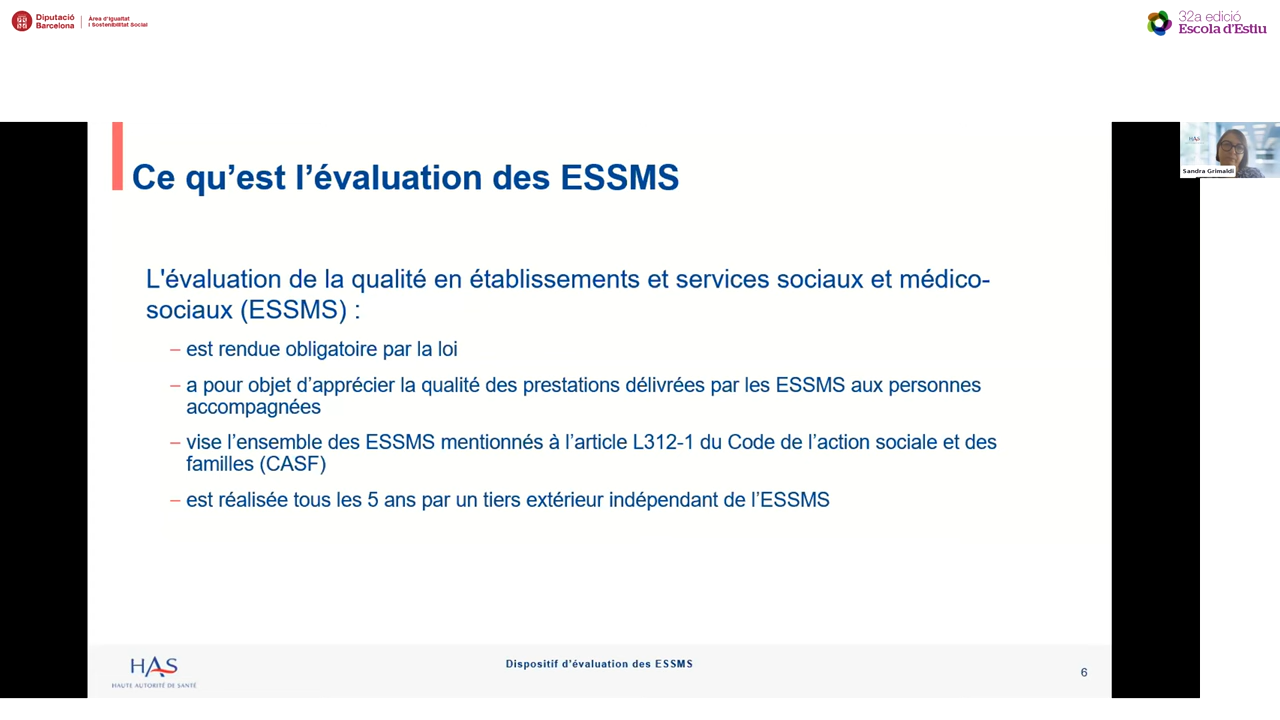 Diputació
Barcelona
Àrea d'Igualtat
i Sostenibilitat Social
32a edició
Escola d'Estiu
HAS
Sandra Grimaldi
Ce qu’est l’évaluation des ESSMS
L'évaluation de la qualité en établissements et services sociaux et médico-
sociaux (ESSMS) :
– est rendue obligatoire par la loi
– a pour objet d’apprécier la qualité des prestations délivrées par les ESSMS aux personnes
accompagnées
– vise l’ensemble des ESSMS mentionnés à l’article L312-1 du Code de l’action sociale et des
familles (CASF)
– est réalisée tous les 5 ans par un tiers extérieur indépendant de l’ESSMS
HAS
HAUTE AUTORITÉ DE SANTÉ
Dispositif d’évaluation des ESSMS
6